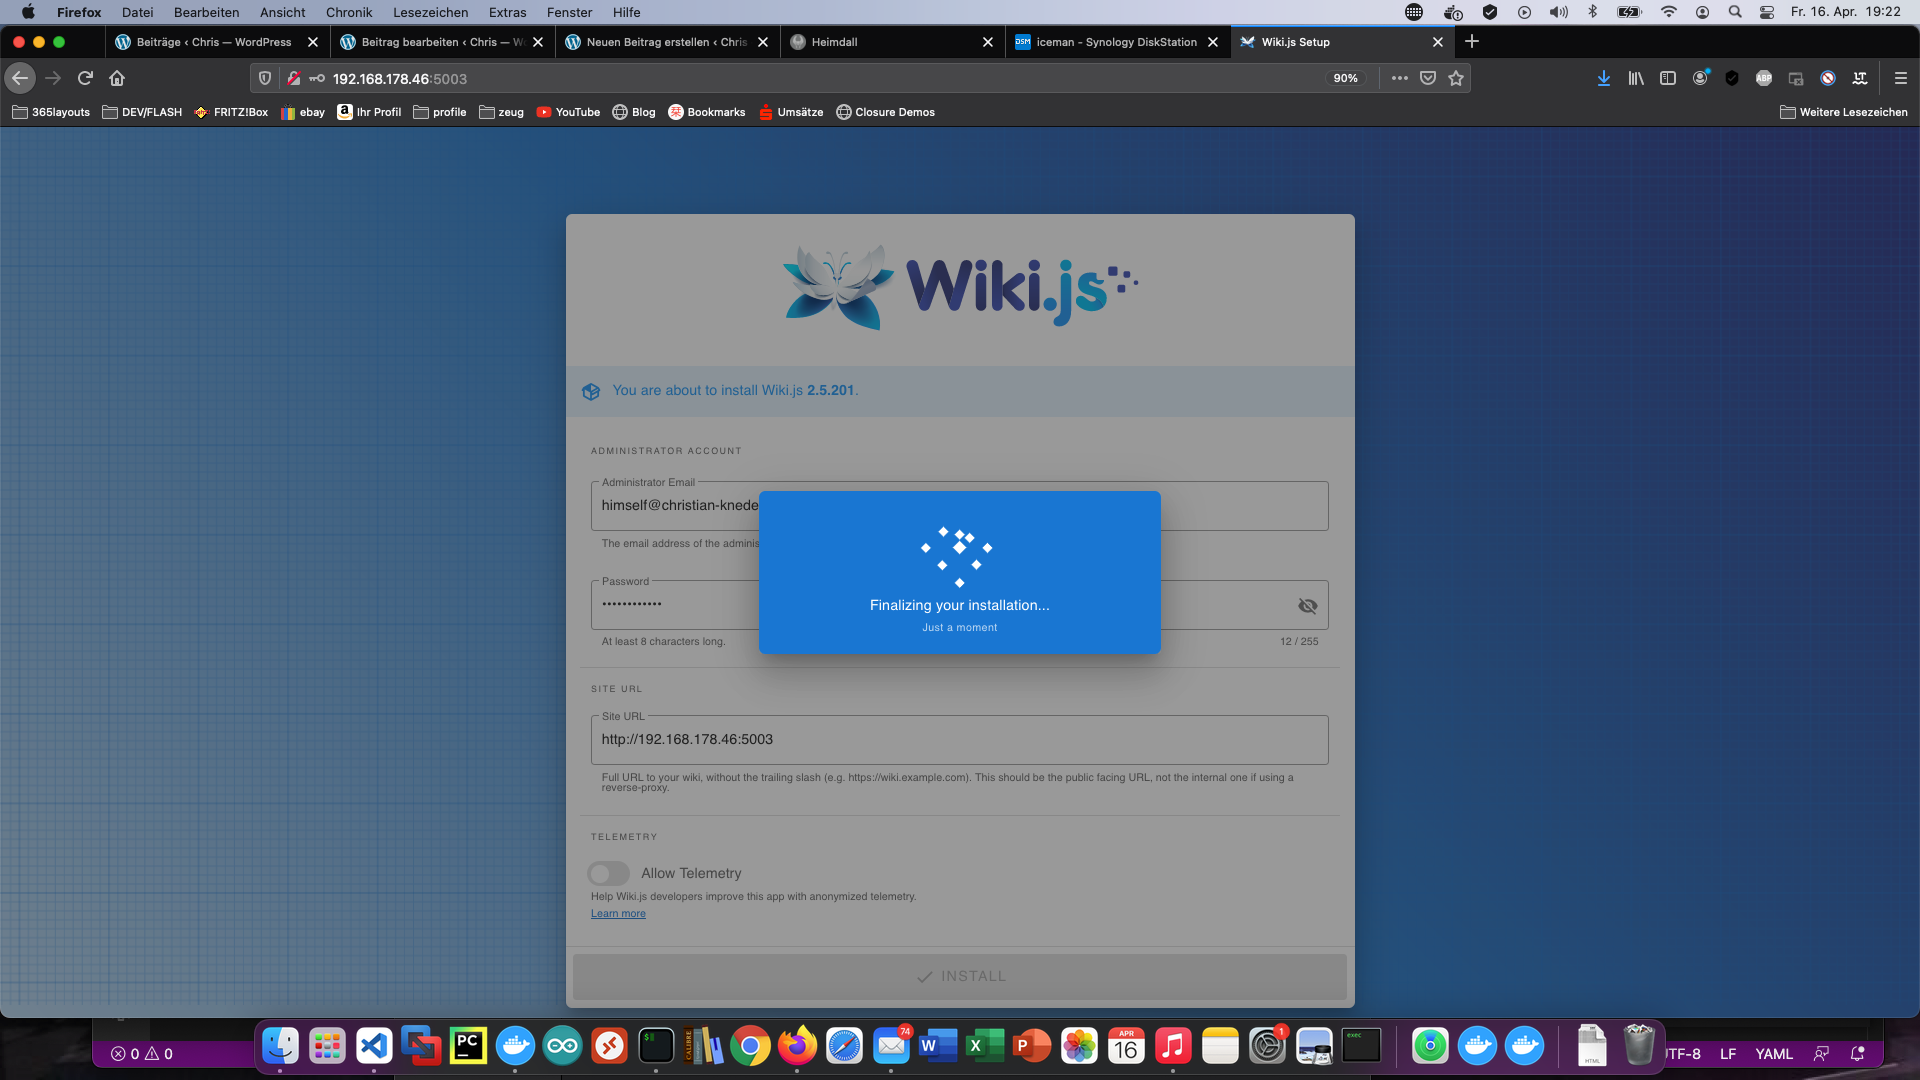 Firefox Datei Bearbeiten Ansicht Chronik Lesezeichen Extras Fenster Hilfe Fr. 16. Apr. 19:22
Beiträge ‹ Chris — WordPress Beitrag bearbeiten ‹ Chris — W Neuen Beitrag erstellen ‹ Chris Heimdall DSM iceman - Synology DiskStation Wiki.js Setup
192.168.178.46:5003 90% ABP
365layouts DEV/FLASH FRITZ!Box ebay Ihr Profil profile zeug YouTube Blog Bookmarks Umsätze Closure Demos Weitere Lesezeichen
Wiki.js
You are about to install Wiki.js 2.5.201.
ADMINISTRATOR ACCOUNT
Administrator Email
himself@christian-knede
The email address of the adminis
Password
••••••••••••
At least 8 characters long. 12 / 255
Finalizing your installation...
Just a moment
SITE URL
Site URL
http://192.168.178.46:5003
Full URL to your wiki, without the trailing slash (e.g. https://wiki.example.com). This should be the public facing URL, not the internal one if using a
reverse-proxy.
TELEMETRY
Allow Telemetry
Help Wiki.js developers improve this app with anonymized telemetry.
Learn more
INSTALL
0 0 PC CALIBRE 74 W X P APR 16 1 exec HTML TF-8 LF YAML